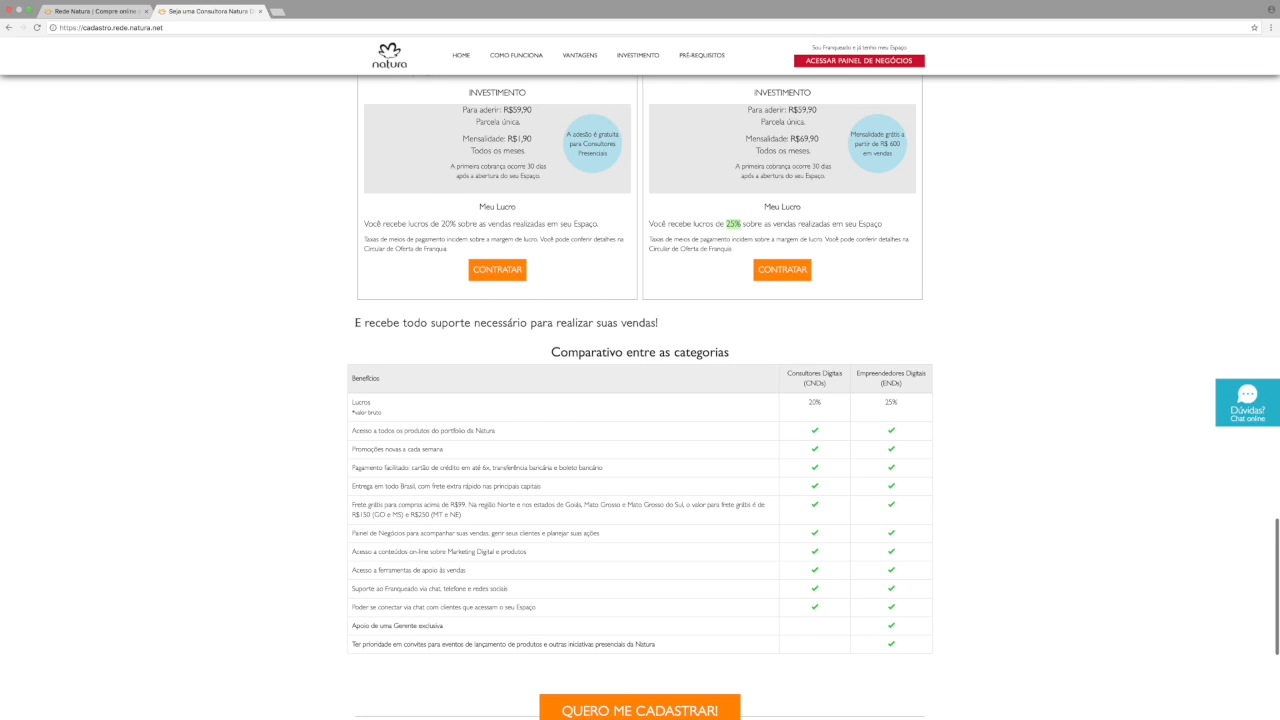 Rede Natura | Compre online
Seja uma Consultora Natura D
https://cadastro.rede.natura.net
natura
HOME COMO FUNCIONA VANTAGENS INVESTIMENTO PRÉ-REQUISITOS
Sou Franqueado e já tenho meu Espaço
ACESSAR PAINEL DE NEGÓCIOS
INVESTIMENTO
Para aderir: R$59,90
Parcela única.
Mensalidade: R$1,90
Todos os meses.
A primeira cobrança ocorre 30 dias
após a abertura do seu Espaço.
A adesão é gratuita
para Consultores
Presenciais
Meu Lucro
Você recebe lucros de 20% sobre as vendas realizadas em seu Espaço.
Taxas de meios de pagamento incidem sobre a margem de lucro. Você pode conferir detalhes na
Circular de Oferta de Franquia
CONTRATAR
INVESTIMENTO
Para aderir: R$59,90
Parcela única.
Mensalidade: R$69,90
Todos os meses.
A primeira cobrança ocorre 30 dias
após a abertura do seu Espaço.
Mensalidade grátis a
partir de R$ 600
em vendas
Meu Lucro
Você recebe lucros de 25% sobre as vendas realizadas em seu Espaço
Taxas de meios de pagamento incidem sobre a margem de lucro. Você pode conferir detalhes na
Circular de Oferta de Franquia
CONTRATAR
E recebe todo suporte necessário para realizar suas vendas!
Comparativo entre as categorias
Benefícios
Consultores Digitais
(CNDs)
Empreendedores Digitais
(ENDs)
Lucros 20% 25%
*valor bruto
Acesso a todos os produtos do portfólio da Natura
Promoções novas a cada semana
Pagamento facilitado: cartão de crédito em até 6x, transferência bancária e boleto bancário
Entrega em todo Brasil, com frete extra rápido nas principais capitais
Frete grátis para compras acima de R$99. Na região Norte e nos estados de Goiás, Mato Grosso e Mato Grosso do Sul, o valor para frete grátis é de
R$150 (GO e MS) e R$250 (MT e NE)
Painel de Negócios para acompanhar suas vendas, gerir seus clientes e planejar suas ações
Acesso a conteúdos on-line sobre Marketing Digital e produtos
Acesso a ferramentas de apoio às vendas
Suporte ao Franqueado via chat, telefone e redes sociais
Poder se conectar via chat com clientes que acessam o seu Espaço
Apoio de uma Gerente exclusiva
Ter prioridade em convites para eventos de lançamento de produtos e outras iniciativas presenciais da Natura
Dúvidas?
Chat online
QUERO ME CADASTRAR!